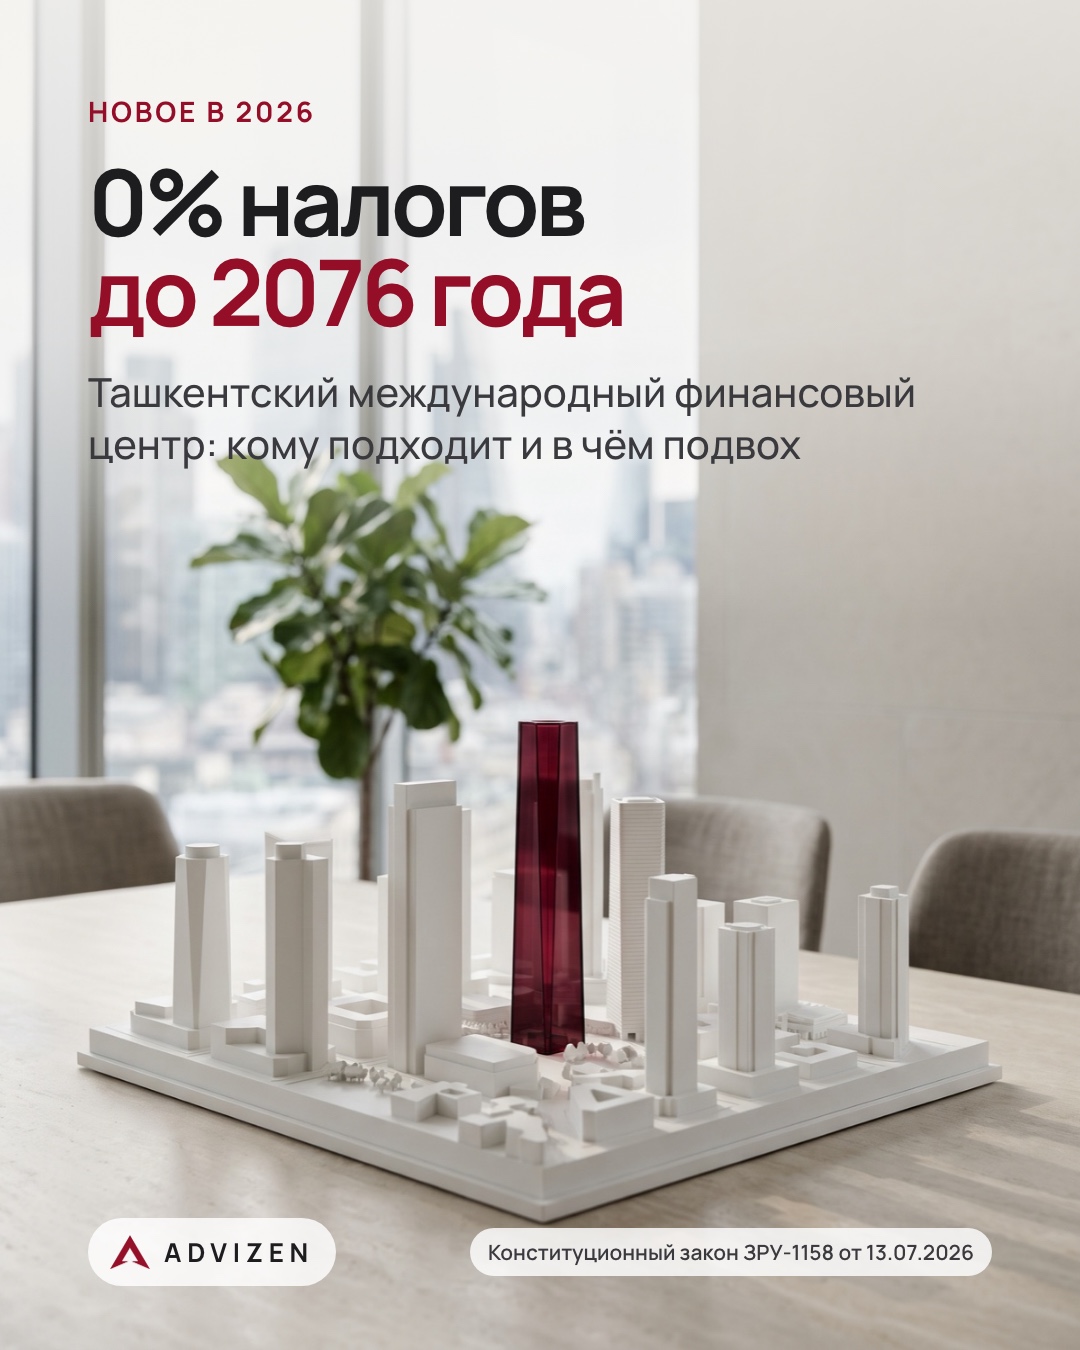 НОВОЕ В 2026
0% налогов
до 2076 года
Ташкентский международный финансовый
центр: кому подходит и в чём подвох
ADVIZEN
Конституционный закон ЗРУ-1158 от 13.07.2026